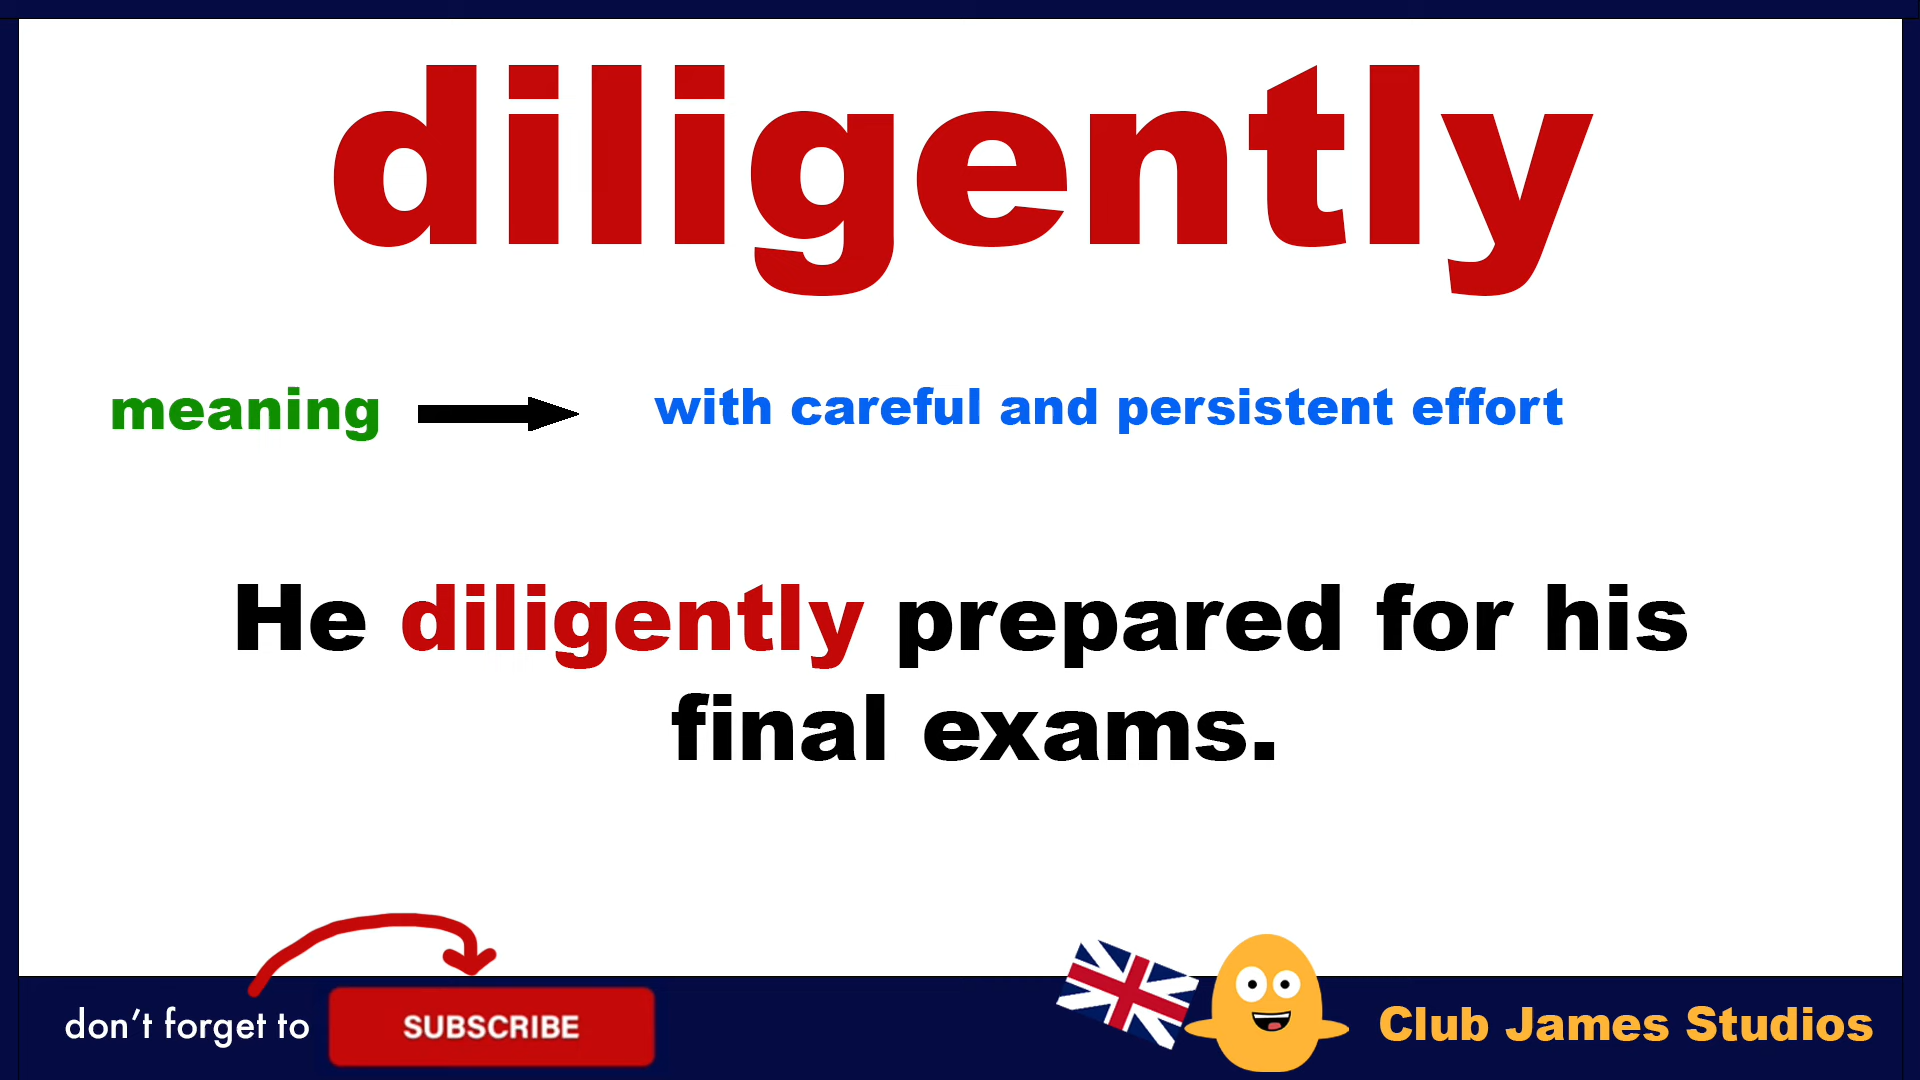 diligently
meaning with careful and persistent effort
He diligently prepared for his
final exams.
don't forget to SUBSCRIBE
Club James Studios